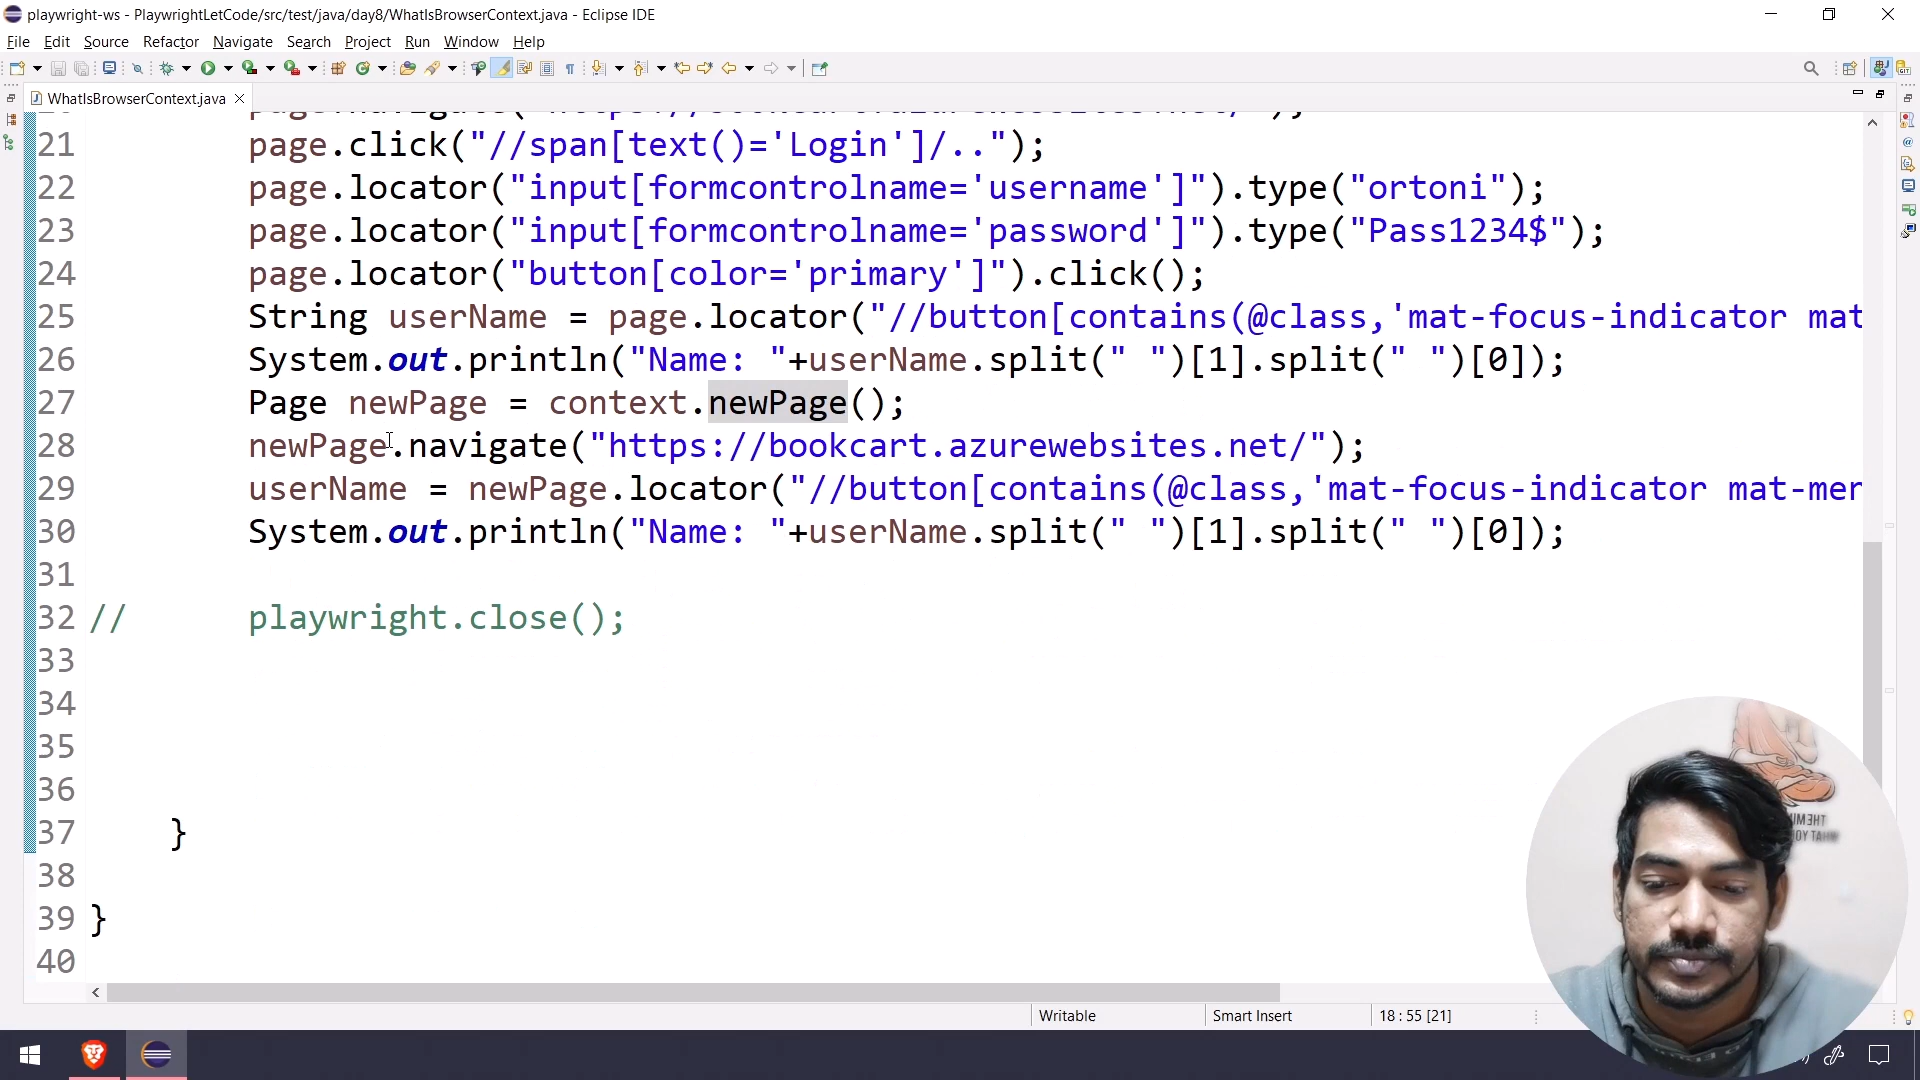 playwright-ws - PlaywrightLetCode/src/test/java/day8/WhatIsBrowserContext.java - Eclipse IDE
File Edit Source Refactor Navigate Search Project Run Window Help
WhatIsBrowserContext.java
21 page.click("//span[text()='Login']/..");
22 page.locator("input[formcontrolname='username']").type("ortoni");
23 page.locator("input[formcontrolname='password']").type("Pass1234$");
24 page.locator("button[color='primary']").click();
25 String userName = page.locator("//button[contains(@class,'mat-focus-indicator mat
26 System.out.println("Name: "+userName.split(" ")[1].split(" ")[0]);
27 Page newPage = context.newPage();
28 newPage.navigate("https://bookcart.azurewebsites.net/");
29 userName = newPage.locator("//button[contains(@class,'mat-focus-indicator mat-mer
30 System.out.println("Name: "+userName.split(" ")[1].split(" ")[0]);
31
32 // playwright.close();
33
34
35
36
37 }
38
39 }
40
Writable Smart Insert 18 : 55 [21]